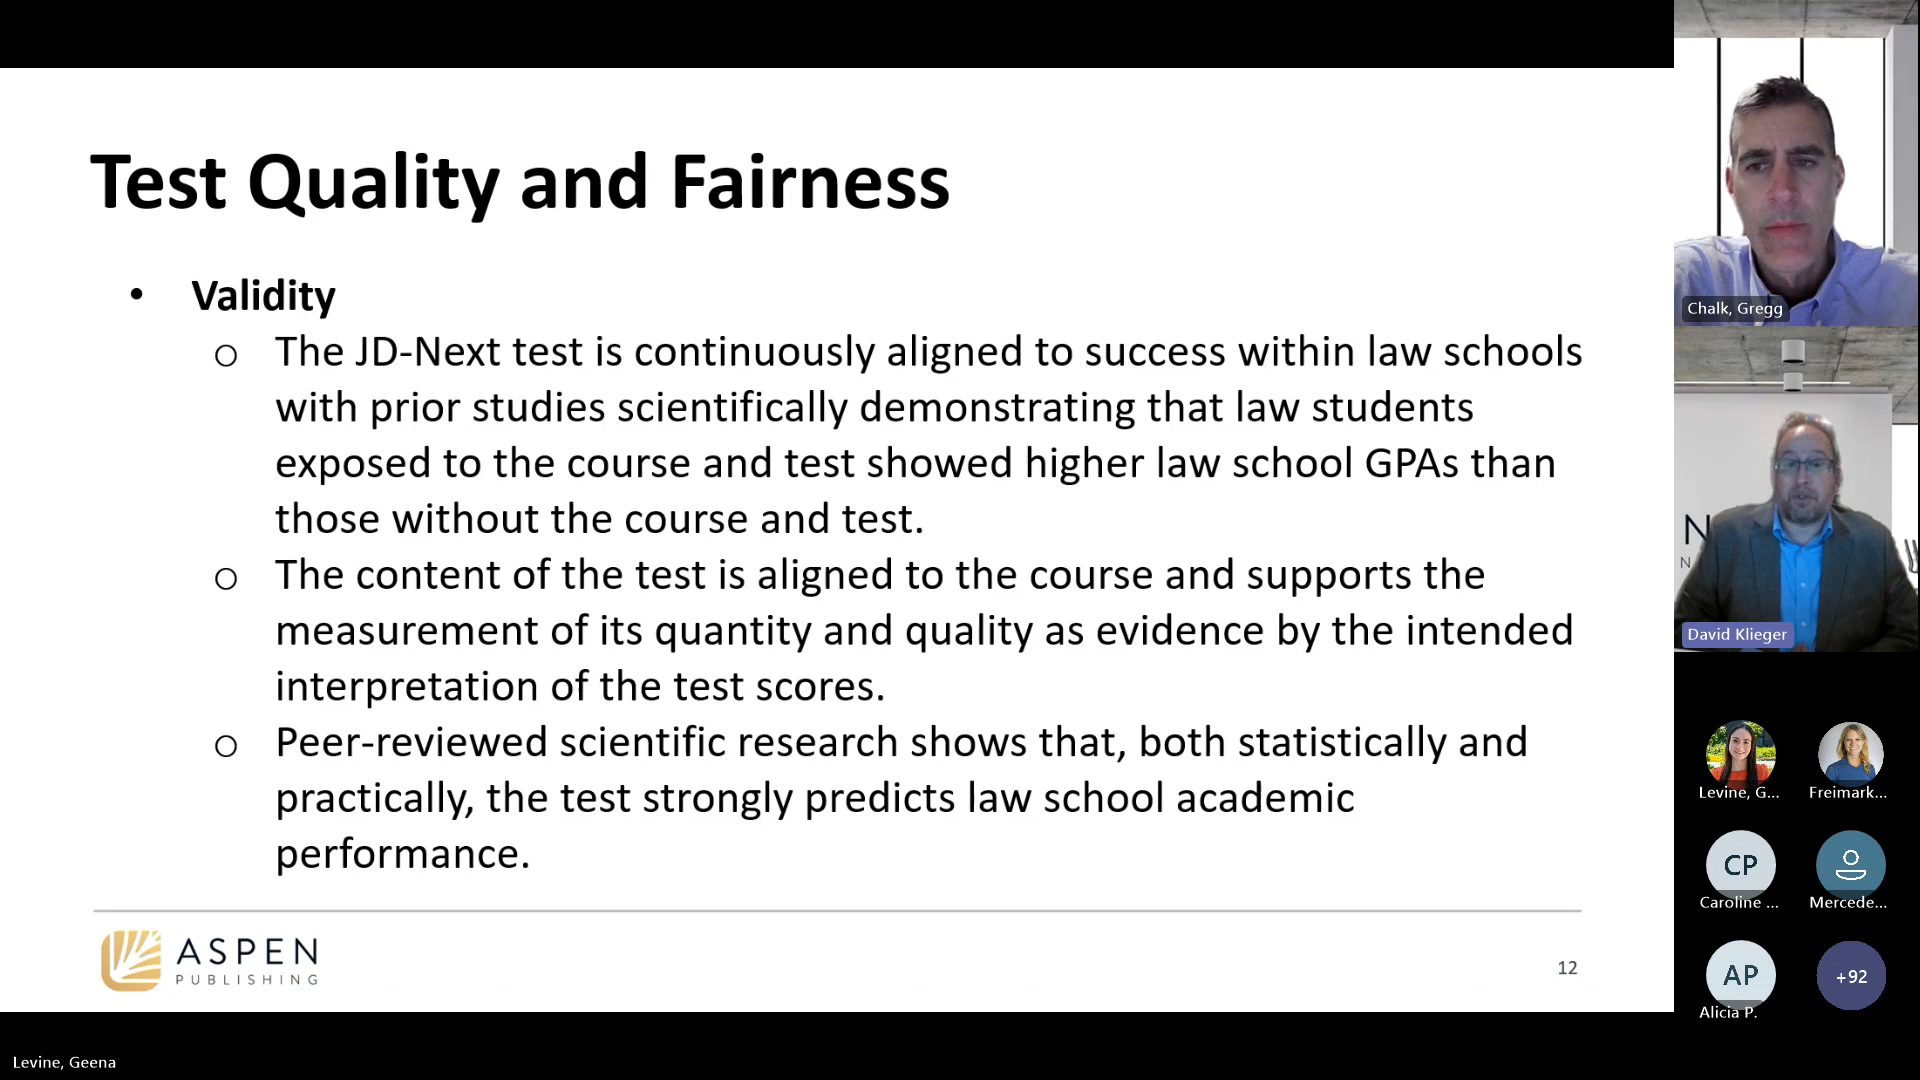 Test Quality and Fairness
• Validity
o The JD-Next test is continuously aligned to success within law schools
with prior studies scientifically demonstrating that law students
exposed to the course and test showed higher law school GPAs than
those without the course and test.
o The content of the test is aligned to the course and supports the
measurement of its quantity and quality as evidence by the intended
interpretation of the test scores.
o Peer-reviewed scientific research shows that, both statistically and
practically, the test strongly predicts law school academic
performance.
ASPEN
PUBLISHING
12
Chalk, Gregg
N
N
David Klieger
Levine, G...
Freimark...
CP
Caroline ...
Mercede...
AP
Alicia P.
+92
Levine, Geena